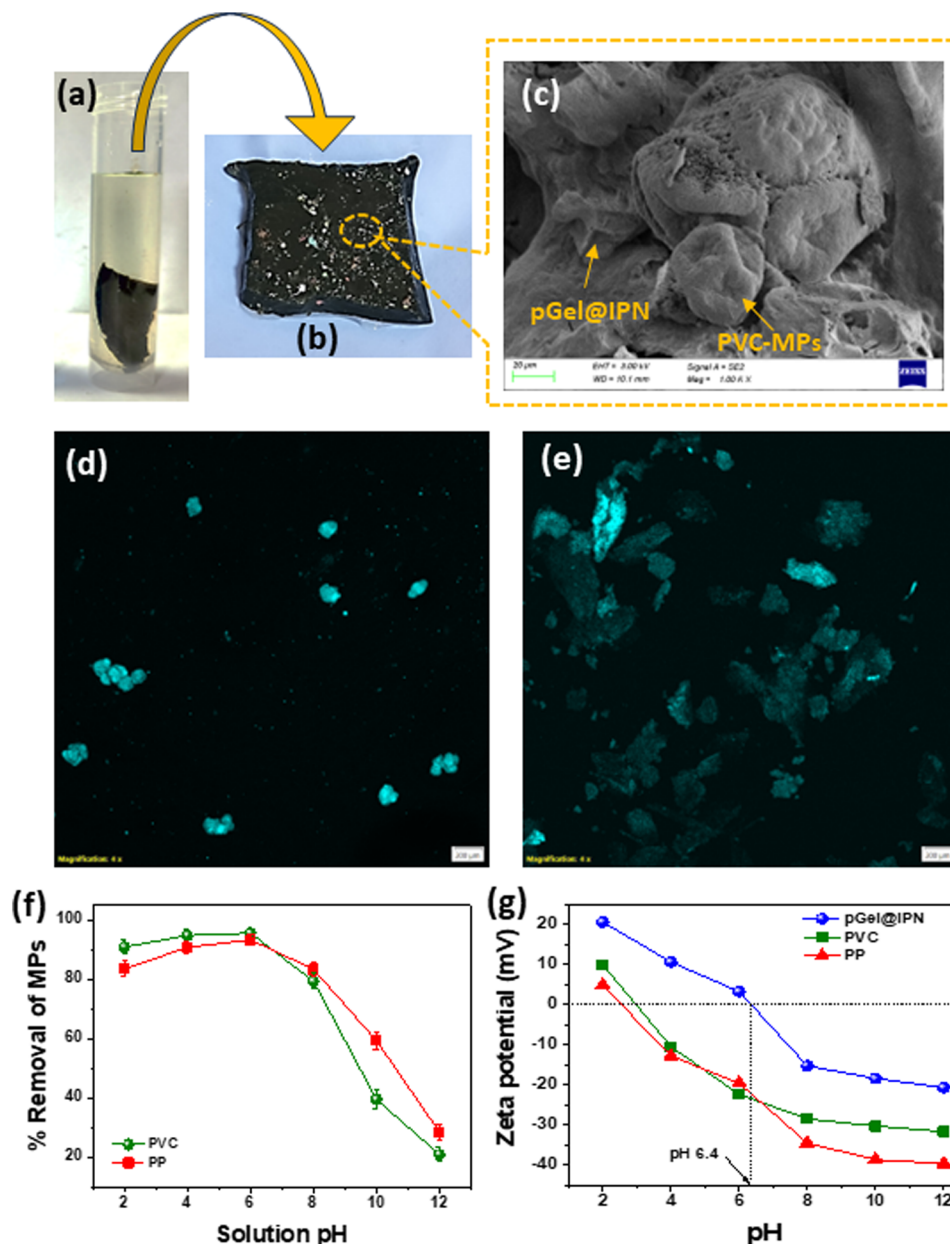 (a)
(b)
(c)
pGel@IPN
PVC-MPs
20 µm
EHT = 3.00 kV
WD = 10.1 mm
Signal A = SE2
Mag = 1.00 K X
ZEISS
(d)
Magnification: 4 x
200 µm
(e)
Magnification: 4 x
200 µm
(f)
% Removal of MPs
100
80
60
40
20
PVC
PP
2 4 6 8 10 12
Solution pH
(g)
Zeta potential (mV)
20
10
0
-10
-20
-30
-40
pGel@IPN
PVC
PP
pH 6.4
2 4 6 8 10 12
pH